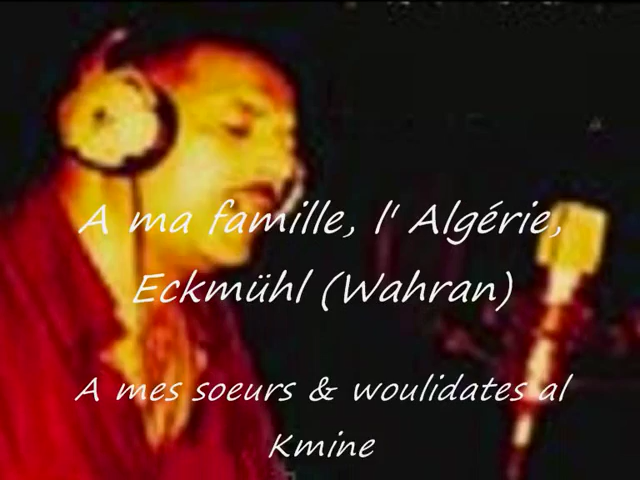 A ma famille, l' Algérie,
Eckmühl (Wahran)
A mes soeurs & woulidates al
Kmine